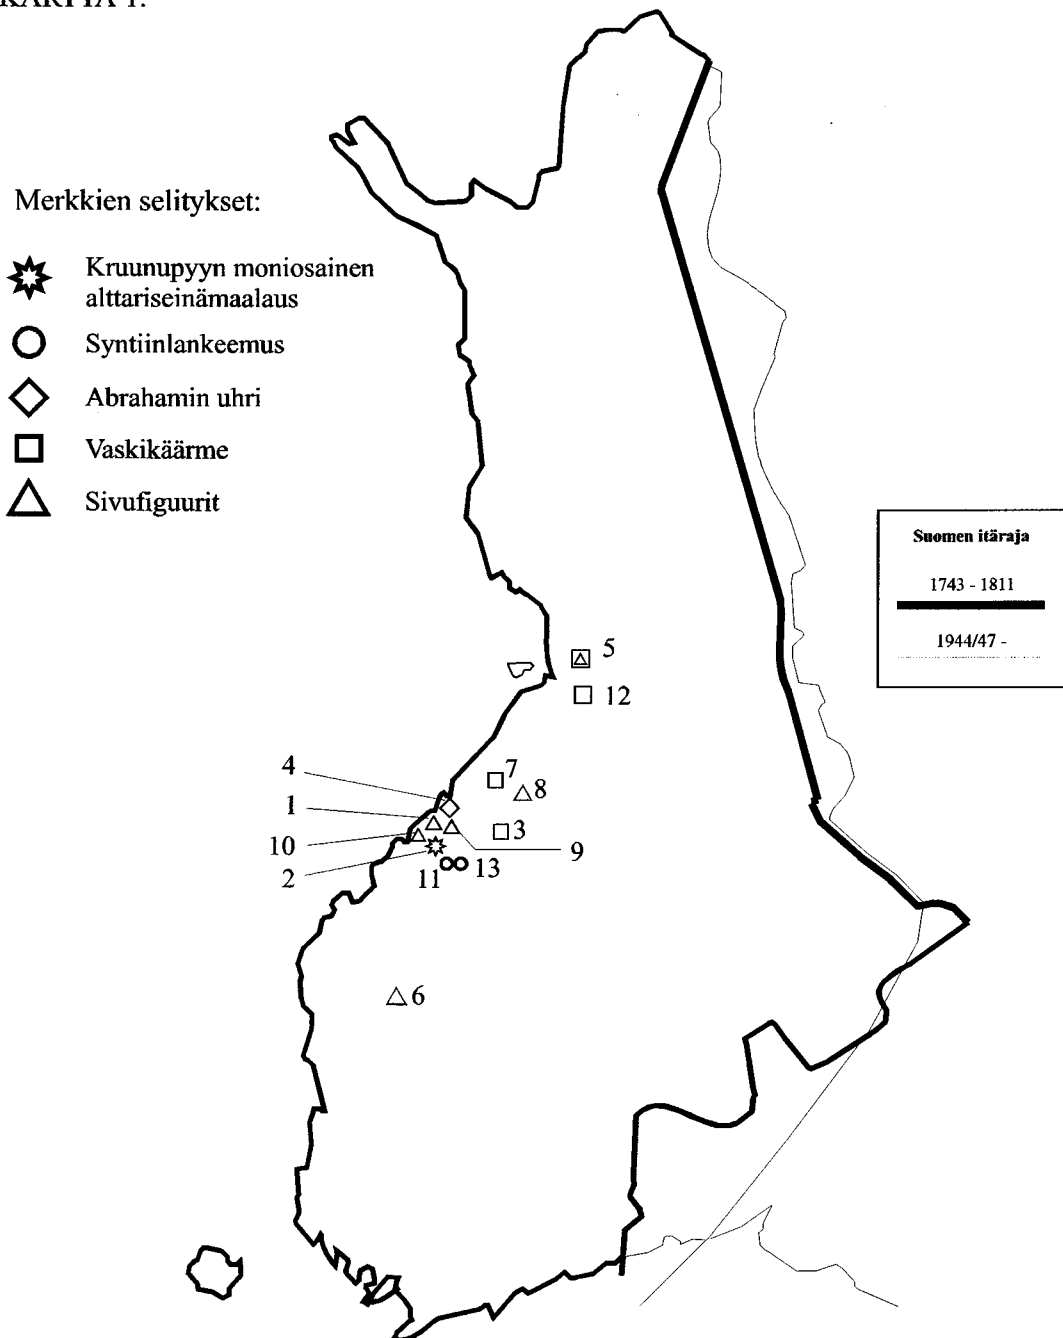 KARTTA 1.
Merkkien selitykset:
Kruunupyyn moniosainen
alttariseinämaalaus
Syntiinlankeemus
Abrahamin uhri
Vaskikäärme
Sivufiguurit
Suomen itäraja
1743 - 1811
1944/47 -
5
12
7
8
4
1
3
10
9
2
11
13
6